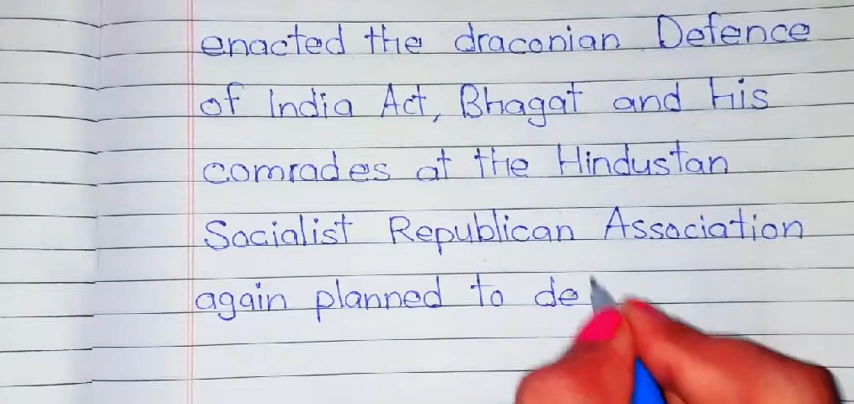 enacted the draconian Defence
of India Act, Bhagat and his
comrades at the Hindustan
Socialist Republican Association
again planned to de